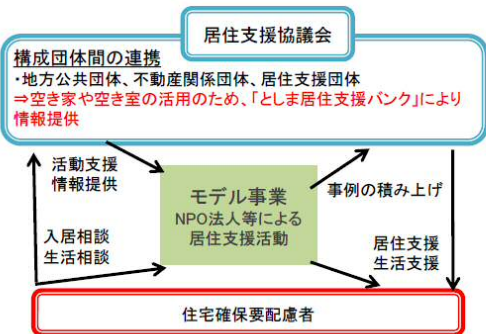 居住支援協議会
構成団体間の連携
・地方公共団体、不動産関係団体、居住支援団体
⇒空き家や空き室の活用のため、「としま居住支援バンク」により
情報提供
活動支援
情報提供
モデル事業
NPO法人等による
居住支援活動
事例の積み上げ
入居相談
生活相談
居住支援
生活支援
住宅確保要配慮者